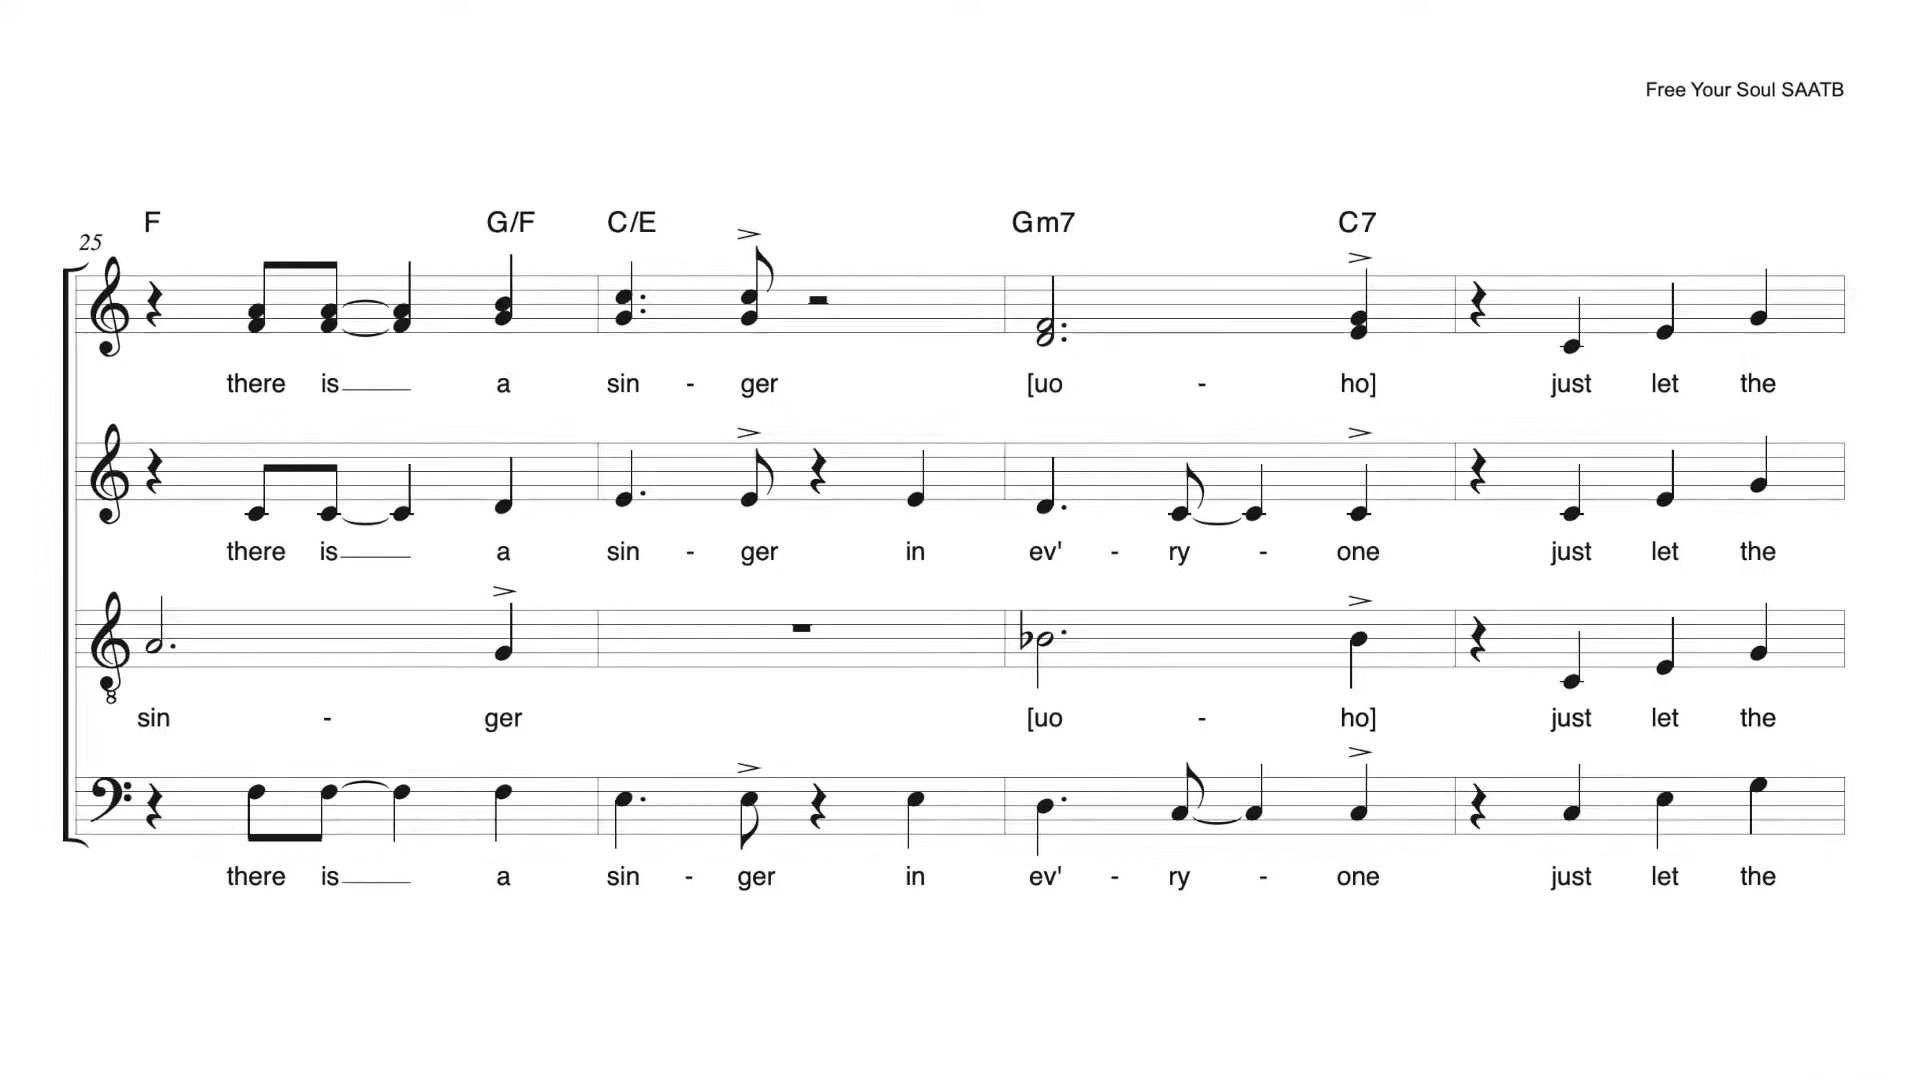 Free Your Soul SAATB
F G/F C/E Gm7 C7
25
there is a sin - ger [uo - ho] just let the
there is a sin - ger in ev' - ry - one just let the
8
sin - ger [uo - ho] just let the
there is a sin - ger in ev' - ry - one just let the